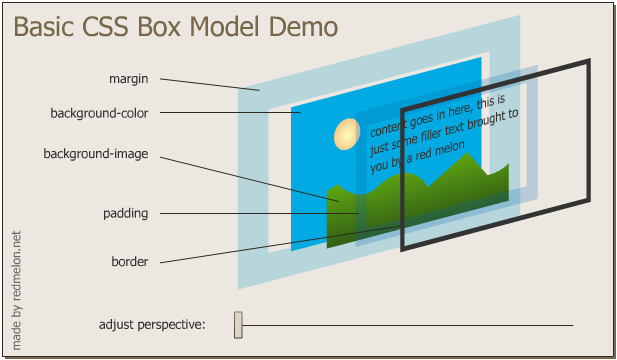 Basic CSS Box Model Demo
margin
background-color
background-image
padding
border
content goes in here, this is
just some filler text brought to
you by a red melon
adjust perspective:
made by redmelon.net